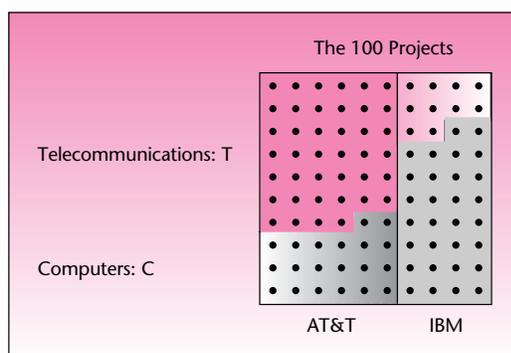 The 100 Projects
Telecommunications: T
Computers: C
AT&T IBM